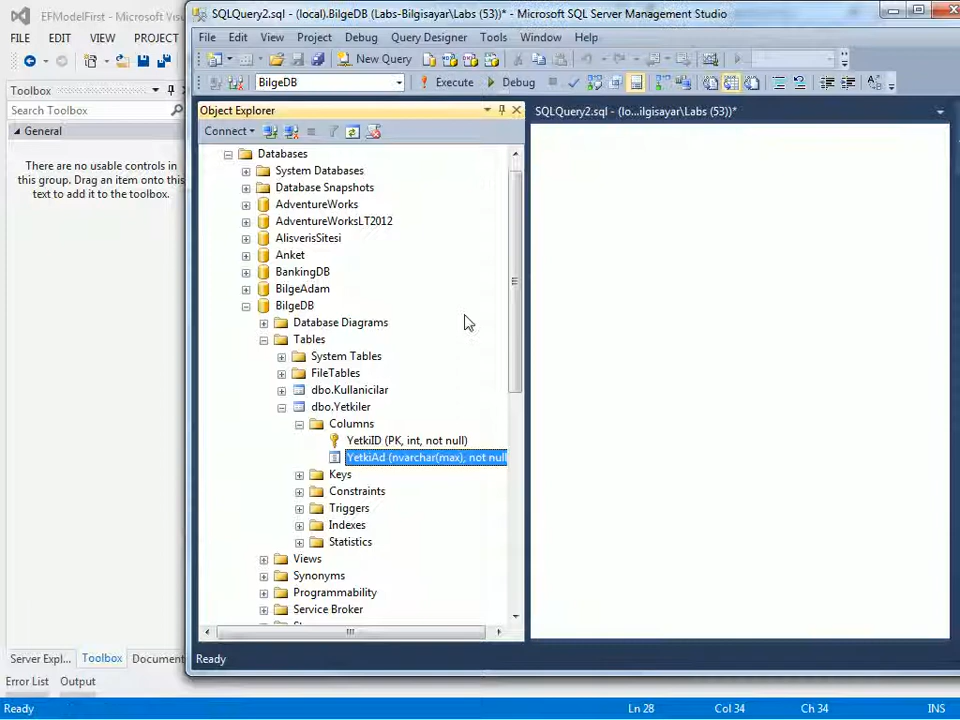 EFModelFirst - Microsoft Visu
FILE EDIT VIEW PROJECT
Toolbox
Search Toolbox
General
There are no usable controls in
this group. Drag an item onto this
text to add it to the toolbox.
Server Expl... Toolbox Document
Error List Output
SQLQuery2.sql - (local).BilgeDB (Labs-Bilgisayar\Labs (53))* - Microsoft SQL Server Management Studio
File Edit View Project Debug Query Designer Tools Window Help
New Query
BilgeDB Execute Debug
Object Explorer
Connect
Databases
System Databases
Database Snapshots
AdventureWorks
AdventureWorksLT2012
AlisverisSitesi
Anket
BankingDB
BilgeAdam
BilgeDB
Database Diagrams
Tables
System Tables
FileTables
dbo.Kullanicilar
dbo.Yetkiler
Columns
YetkiID (PK, int, not null)
YetkiAd (nvarchar(max), not null
Keys
Constraints
Triggers
Indexes
Statistics
Views
Synonyms
Programmability
Service Broker
SQLQuery2.sql - (lo...ilgisayar\Labs (53))*
Ready
Ready Ln 28 Col 34 Ch 34 INS